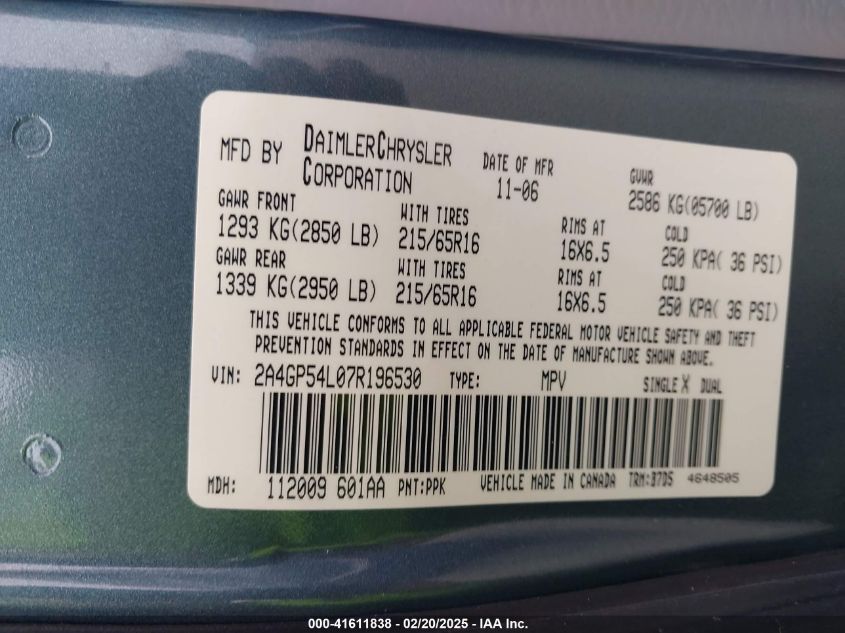 MFD BY DAIMLERCHRYSLER CORPORATION
DATE OF MFR 11-06
GVWR 2586 KG(05700 LB)
GAWR FRONT WITH TIRES RIMS AT COLD
1293 KG(2850 LB) 215/65R16 16X6.5 250 KPA( 36 PSI)
GAWR REAR WITH TIRES RIMS AT COLD
1339 KG(2950 LB) 215/65R16 16X6.5 250 KPA( 36 PSI)
THIS VEHICLE CONFORMS TO ALL APPLICABLE FEDERAL MOTOR VEHICLE SAFETY AND THEFT
PREVENTION STANDARDS IN EFFECT ON THE DATE OF MANUFACTURE SHOWN ABOVE.
VIN: 2A4GP54L07R196530 TYPE: MPV SINGLE X DUAL
MDH: 112009 601AA PNT:PPK VEHICLE MADE IN CANADA TRM:B7D5 4648505
000-41611838 - 02/20/2025 - IAA Inc.